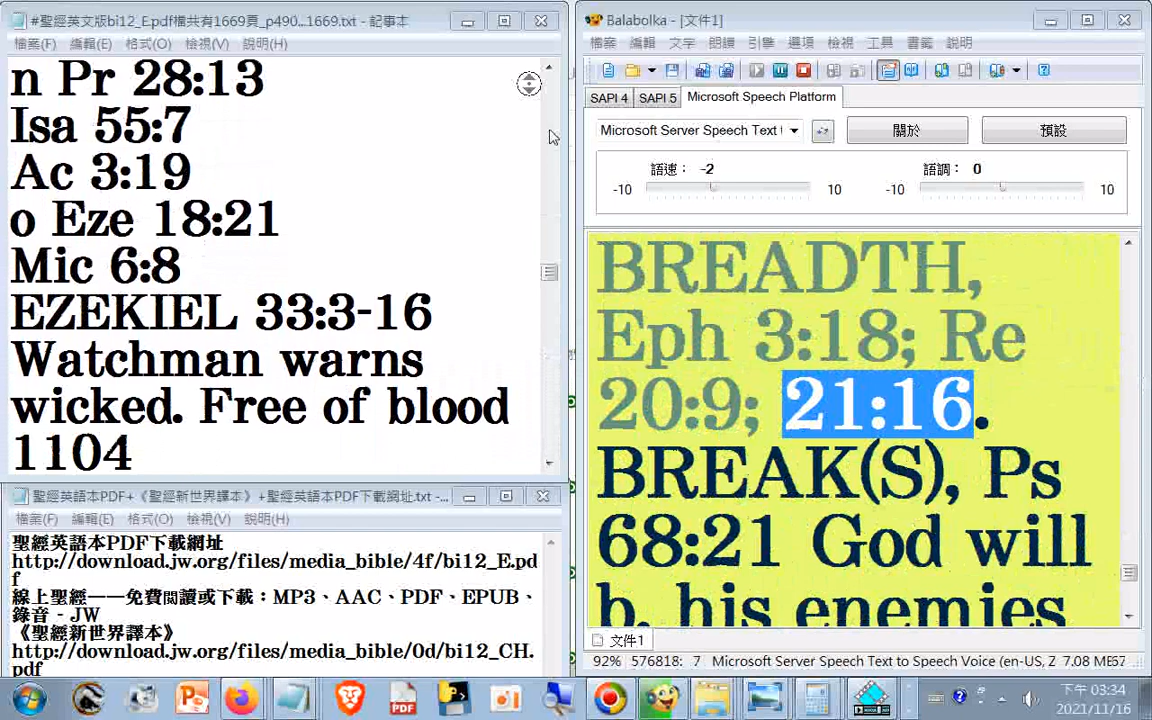 #聖經英文版bi12_E.pdf檔共有1669頁_p490...1669.txt - 記事本
檔案(F) 編輯(E) 格式(O) 檢視(V) 說明(H)
n Pr 28:13
Isa 55:7
Ac 3:19
o Eze 18:21
Mic 6:8
EZEKIEL 33:3-16
Watchman warns
wicked. Free of blood
1104
聖經英語本PDF+《聖經新世界譯本》+聖經英語本PDF下載網址.txt -...
檔案(F) 編輯(E) 格式(O) 檢視(V) 說明(H)
聖經英語本PDF下載網址
http://download.jw.org/files/media_bible/4f/bi12_E.pd
f
線上聖經——免費閱讀或下載：MP3、AAC、PDF、EPUB、
錄音 - JW
《聖經新世界譯本》
http://download.jw.org/files/media_bible/0d/bi12_CH.
pdf
Balabolka - [文件1]
檔案 編輯 文字 朗讀 引擎 選項 檢視 工具 書籤 說明
SAPI 4 SAPI 5 Microsoft Speech Platform
Microsoft Server Speech Text 關於 預設
語速： -2 語調： 0
-10 10 -10 10
BREADTH,
Eph 3:18; Re
20:9; 21:16.
BREAK(S), Ps
68:21 God will
b. his enemies
文件1
92% 576818: 7 Microsoft Server Speech Text to Speech Voice (en-US, Z 7.08 ME
下午 03:34
2021/11/16